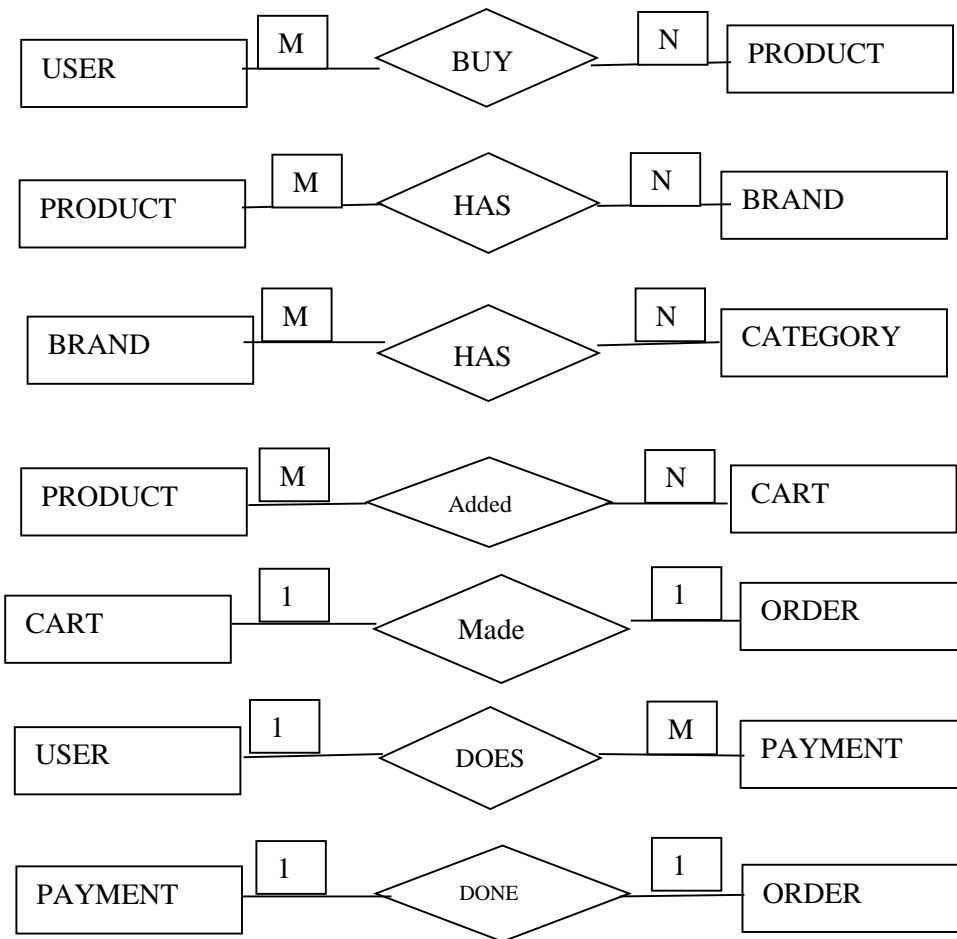 USER M BUY N PRODUCT
PRODUCT M HAS N BRAND
BRAND M HAS N CATEGORY
PRODUCT M Added N CART
CART 1 Made 1 ORDER
USER 1 DOES M PAYMENT
PAYMENT 1 DONE 1 ORDER